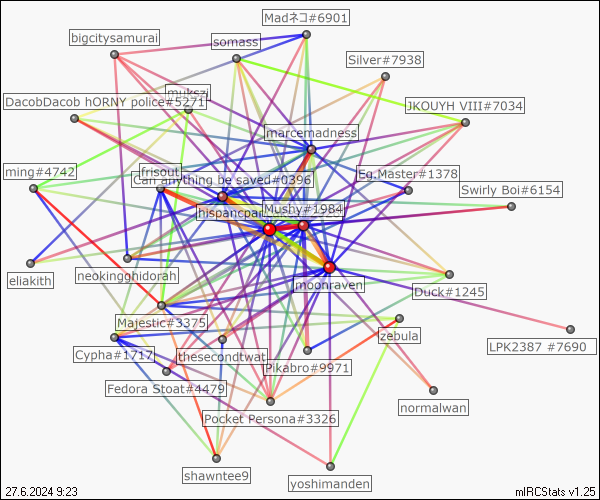 Madネコ#6901
bigcitysamurai
somass
Silver#7938
mukszi
DacobDacob hORNY police#5271
JKOUYH VIII#7034
marcemadness
ming#4742
frisout
Eg.Master#1378
Can anything be saved#0396
Swirly Boi#6154
Mushy#1984
hispancpar
eliakith
neokingghidorah
moonraven
Duck#1245
Majestic#3375
zebula
LPK2387 #7690
Cypha#1717
thesecondtwat
Pikabro#9971
Fedora Stoat#4479
normalwan
Pocket Persona#3326
shawntee9
yoshimanden
27.6.2024 9:23
mIRCStats v1.25